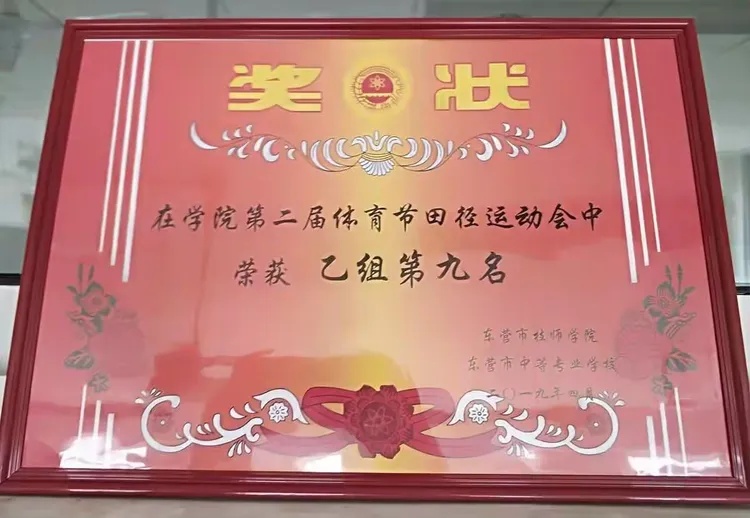 奖状
在学院第二届体育节田径运动会中
荣获 乙组第九名
东营市技师学院
东营市中等专业学校
二〇一九年四月